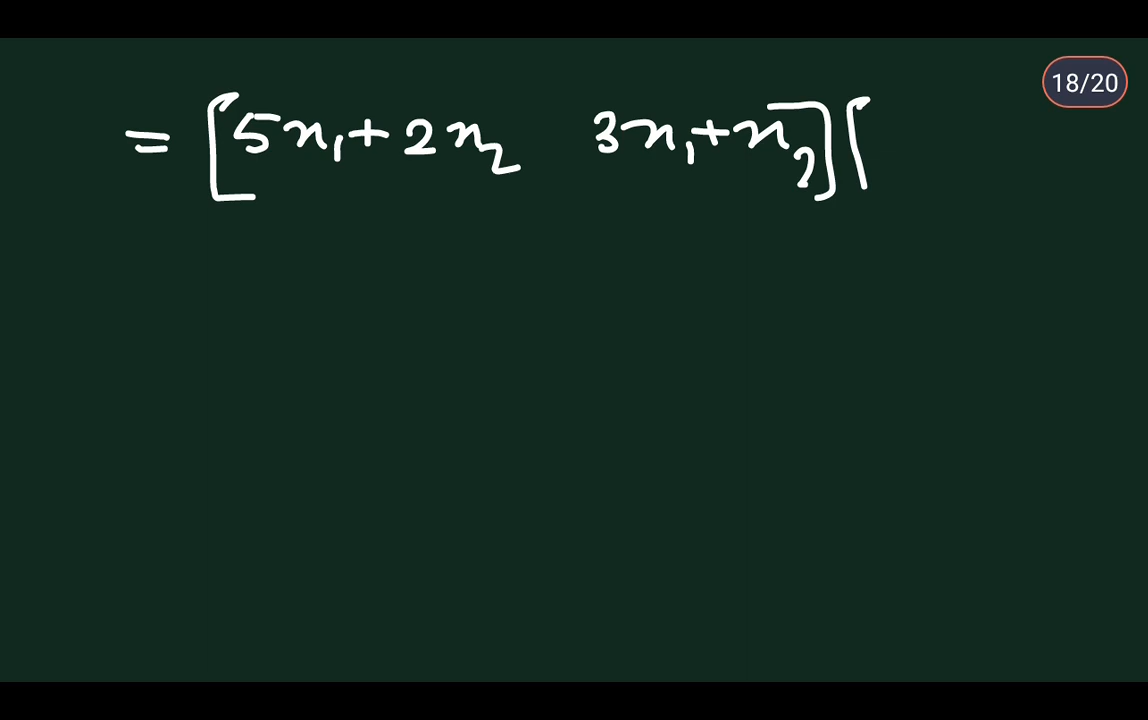 = [5x₁ + 2x₂   3x₁ + x₂] [
18/20